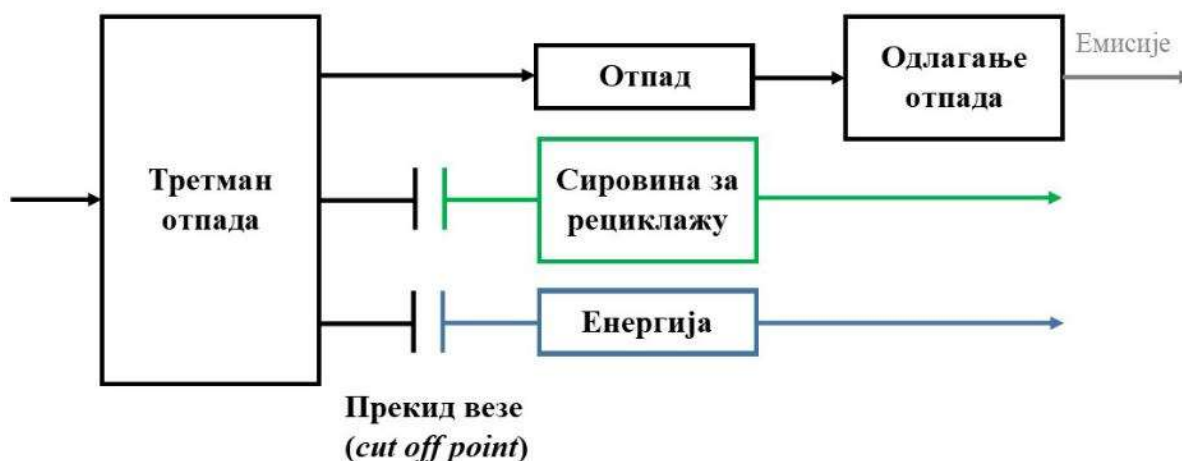 Третман
отпада
Отпад
Одлагање
отпада
Емисије
Сировина за
рециклажу
Енергија
Прекид везе
(cut off point)